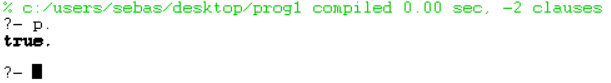 % c:/users/sebas/desktop/prog1 compiled 0.00 sec, -2 clauses
?- p.
true.
?-